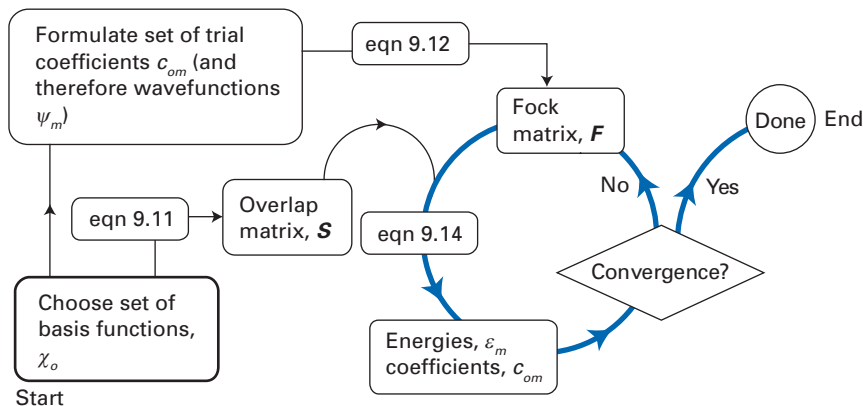 Formulate set of trial
coefficients c_om (and
therefore wavefunctions
ψ_m)
eqn 9.12
Fock
matrix, F
Done
End
No
Yes
eqn 9.11
Overlap
matrix, S
eqn 9.14
Convergence?
Choose set of
basis functions,
χ_o
Energies, ε_m
coefficients, c_om
Start